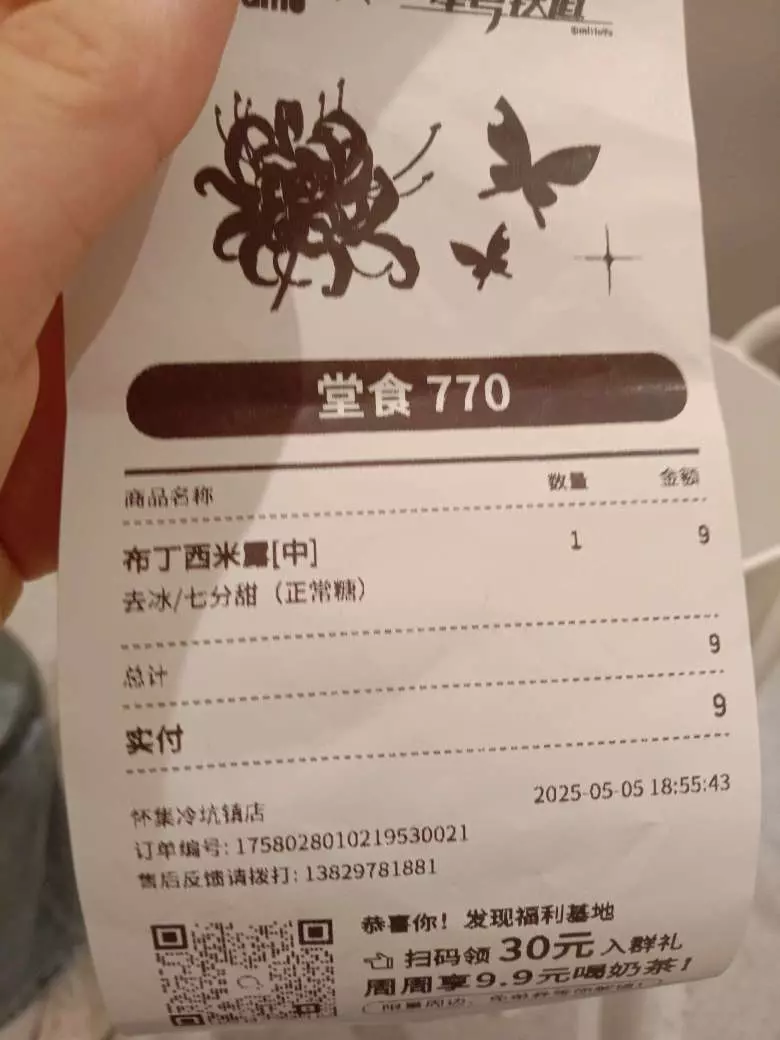 堂食 770
商品名称 数量 金额
布丁西米露[中] 1 9
去冰/七分甜（正常糖）
总计 9
实付 9
怀集冷坑镇店 2025-05-05 18:55:43
订单编号: 1758028010219530021
售后反馈请拨打: 13829781881
恭喜你！发现福利基地
扫码领 30元 入群礼
周周享9.9元喝奶茶！